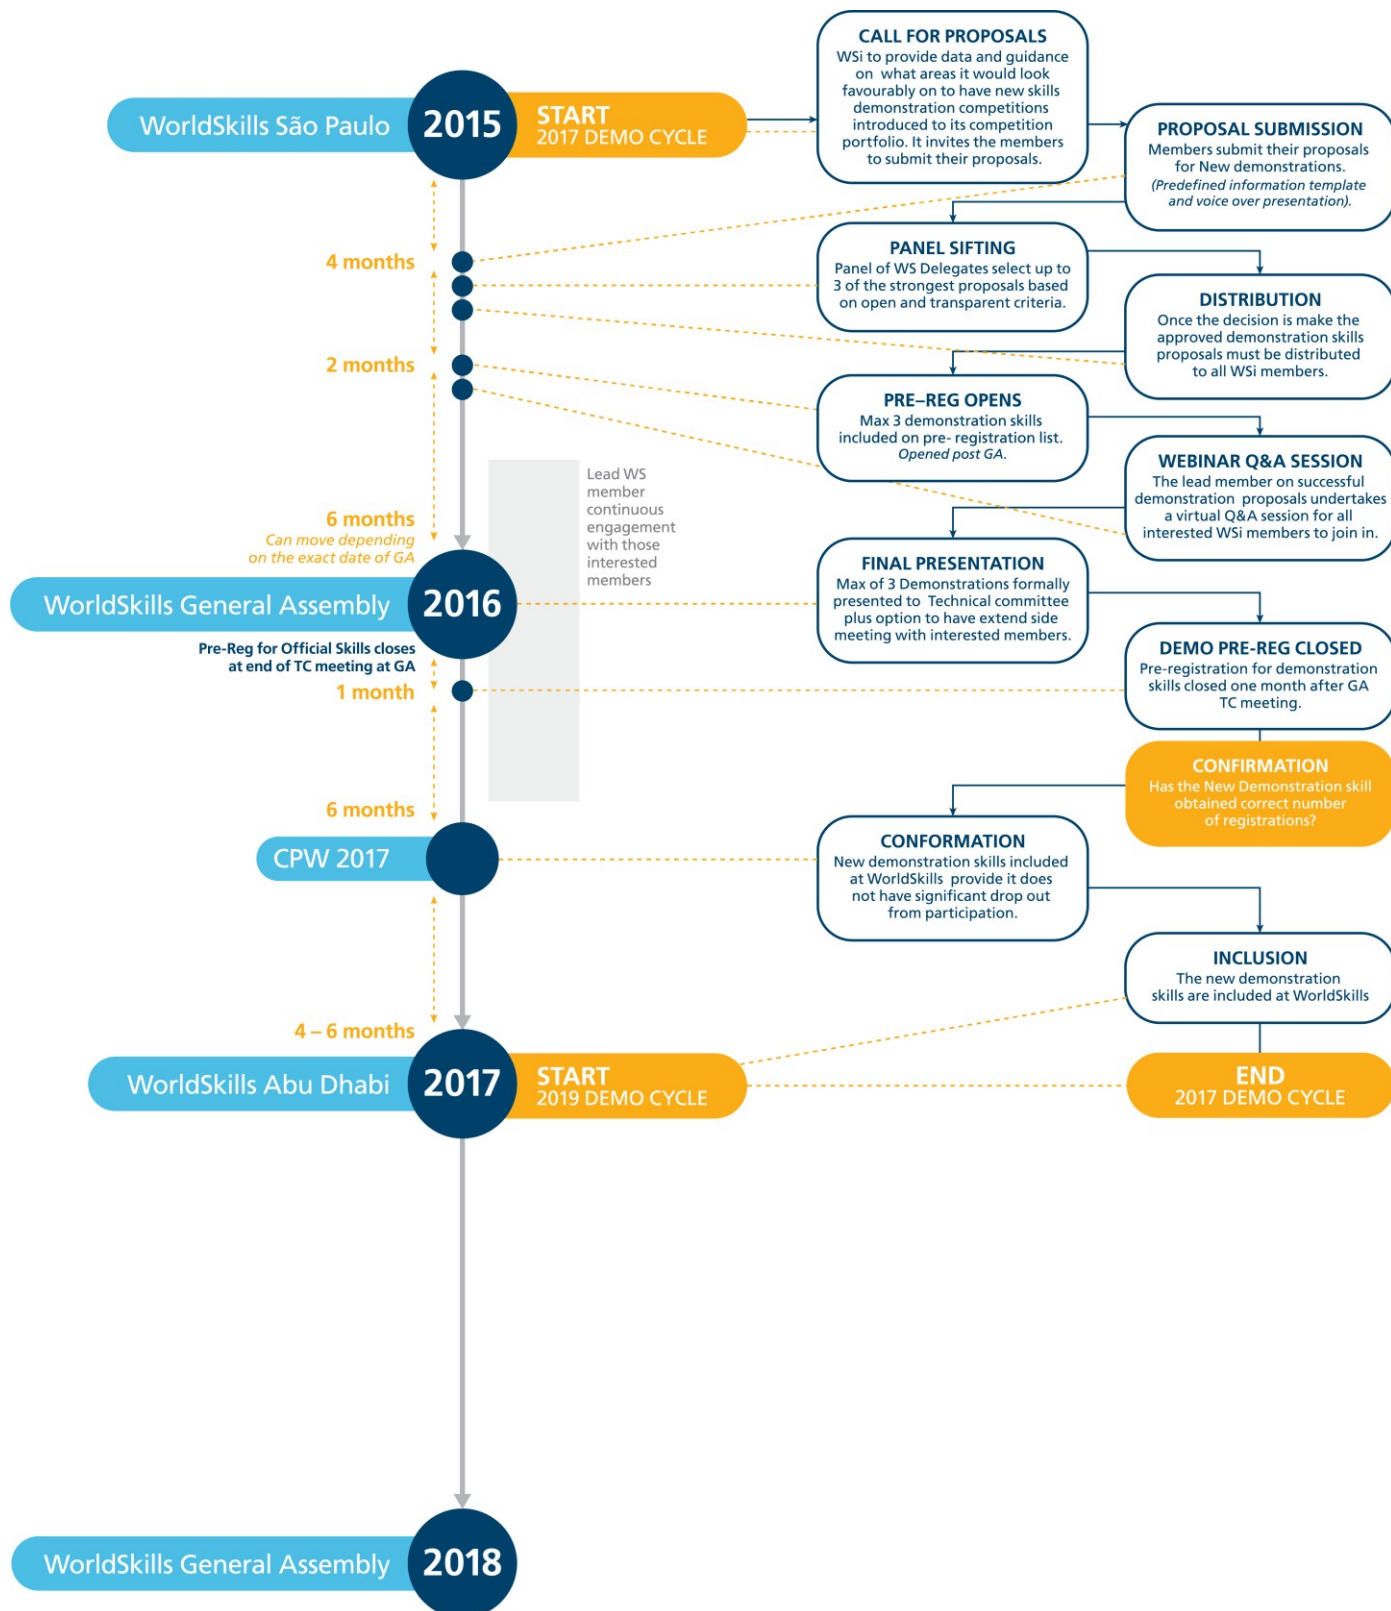 WorldSkills São Paulo
2015
START
2017 DEMO CYCLE
CALL FOR PROPOSALS
WSi to provide data and guidance
on what areas it would look
favourably on to have new skills
demonstration competitions
introduced to its competition
portfolio. It invites the members
to submit their proposals.
PROPOSAL SUBMISSION
Members submit their proposals
for New demonstrations.
(Predefined information template
and voice over presentation).
4 months
PANEL SIFTING
Panel of WS Delegates select up to
3 of the strongest proposals based
on open and transparent criteria.
DISTRIBUTION
Once the decision is make the
approved demonstration skills
proposals must be distributed
to all WSi members.
2 months
PRE–REG OPENS
Max 3 demonstration skills
included on pre- registration list.
Opened post GA.
WEBINAR Q&A SESSION
The lead member on successful
demonstration proposals undertakes
a virtual Q&A session for all
interested WSi members to join in.
Lead WS
member
continuous
engagement
with those
interested
members
6 months
Can move depending
on the exact date of GA
WorldSkills General Assembly
2016
FINAL PRESENTATION
Max of 3 Demonstrations formally
presented to Technical committee
plus option to have extend side
meeting with interested members.
Pre-Reg for Official Skills closes
at end of TC meeting at GA
1 month
DEMO PRE-REG CLOSED
Pre-registration for demonstration
skills closed one month after GA
TC meeting.
CONFIRMATION
Has the New Demonstration skill
obtained correct number
of registrations?
6 months
CPW 2017
CONFORMATION
New demonstration skills included
at WorldSkills provide it does
not have significant drop out
from participation.
INCLUSION
The new demonstration
skills are included at WorldSkills
4 – 6 months
WorldSkills Abu Dhabi
2017
START
2019 DEMO CYCLE
END
2017 DEMO CYCLE
WorldSkills General Assembly
2018